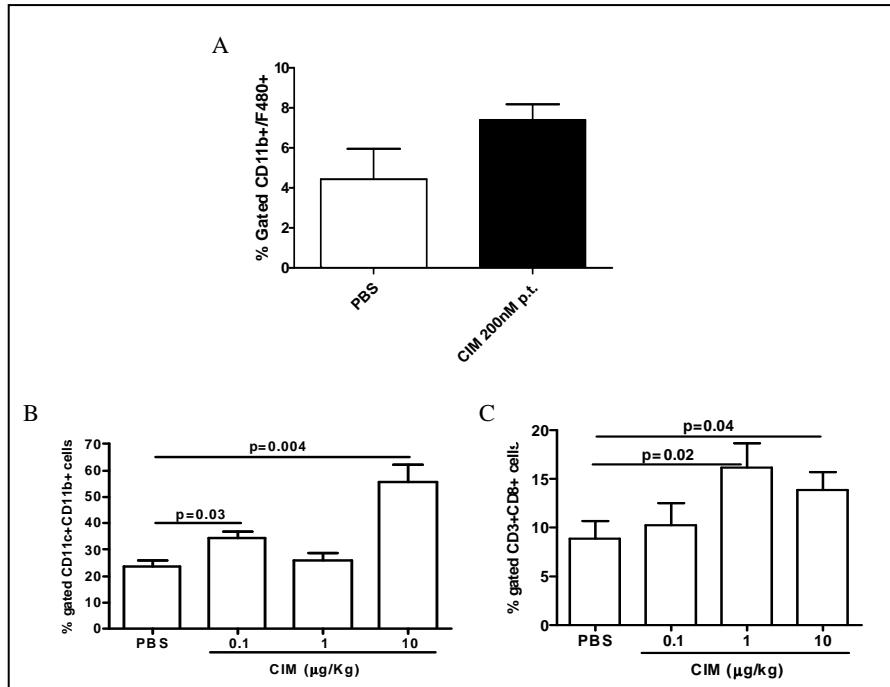 A
% Gated CD11b+/F480+
10
8
6
4
2
0
PBS
CIM 200nM p.t.
B
% gated CD11c+CD11b+ cells
70
60
50
40
30
20
10
0
p=0.004
p=0.03
PBS
0.1
1
10
CIM (µg/Kg)
C
% gated CD3+CD8+ cells
20
15
10
5
0
p=0.04
p=0.02
PBS
0.1
1
10
CIM (µg/kg)